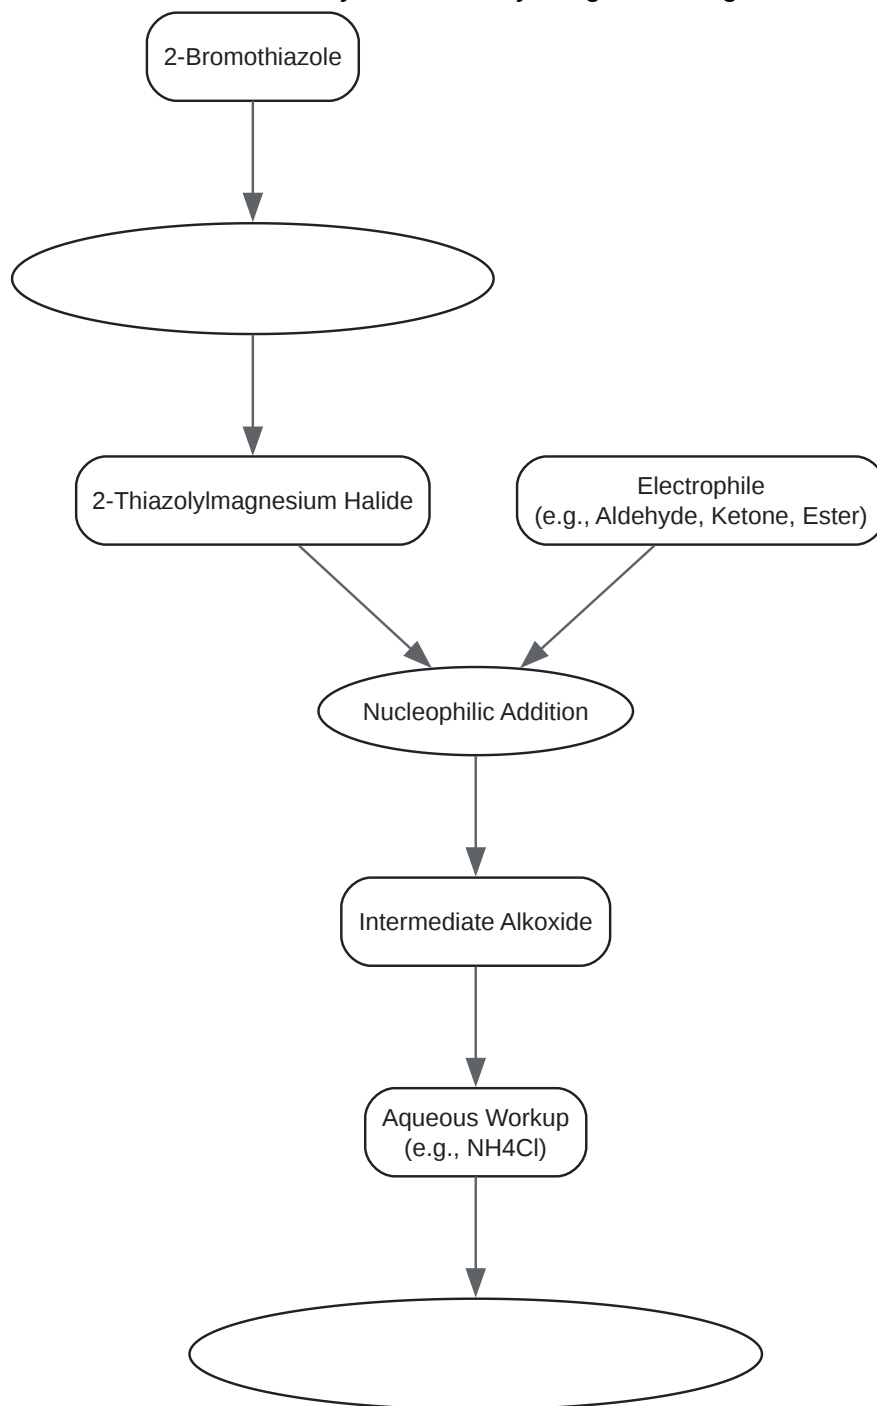 2-Bromothiazole
2-Thiazolylmagnesium Halide
Electrophile
(e.g., Aldehyde, Ketone, Ester)
Nucleophilic Addition
Intermediate Alkoxide
Aqueous Workup
(e.g., NH4Cl)